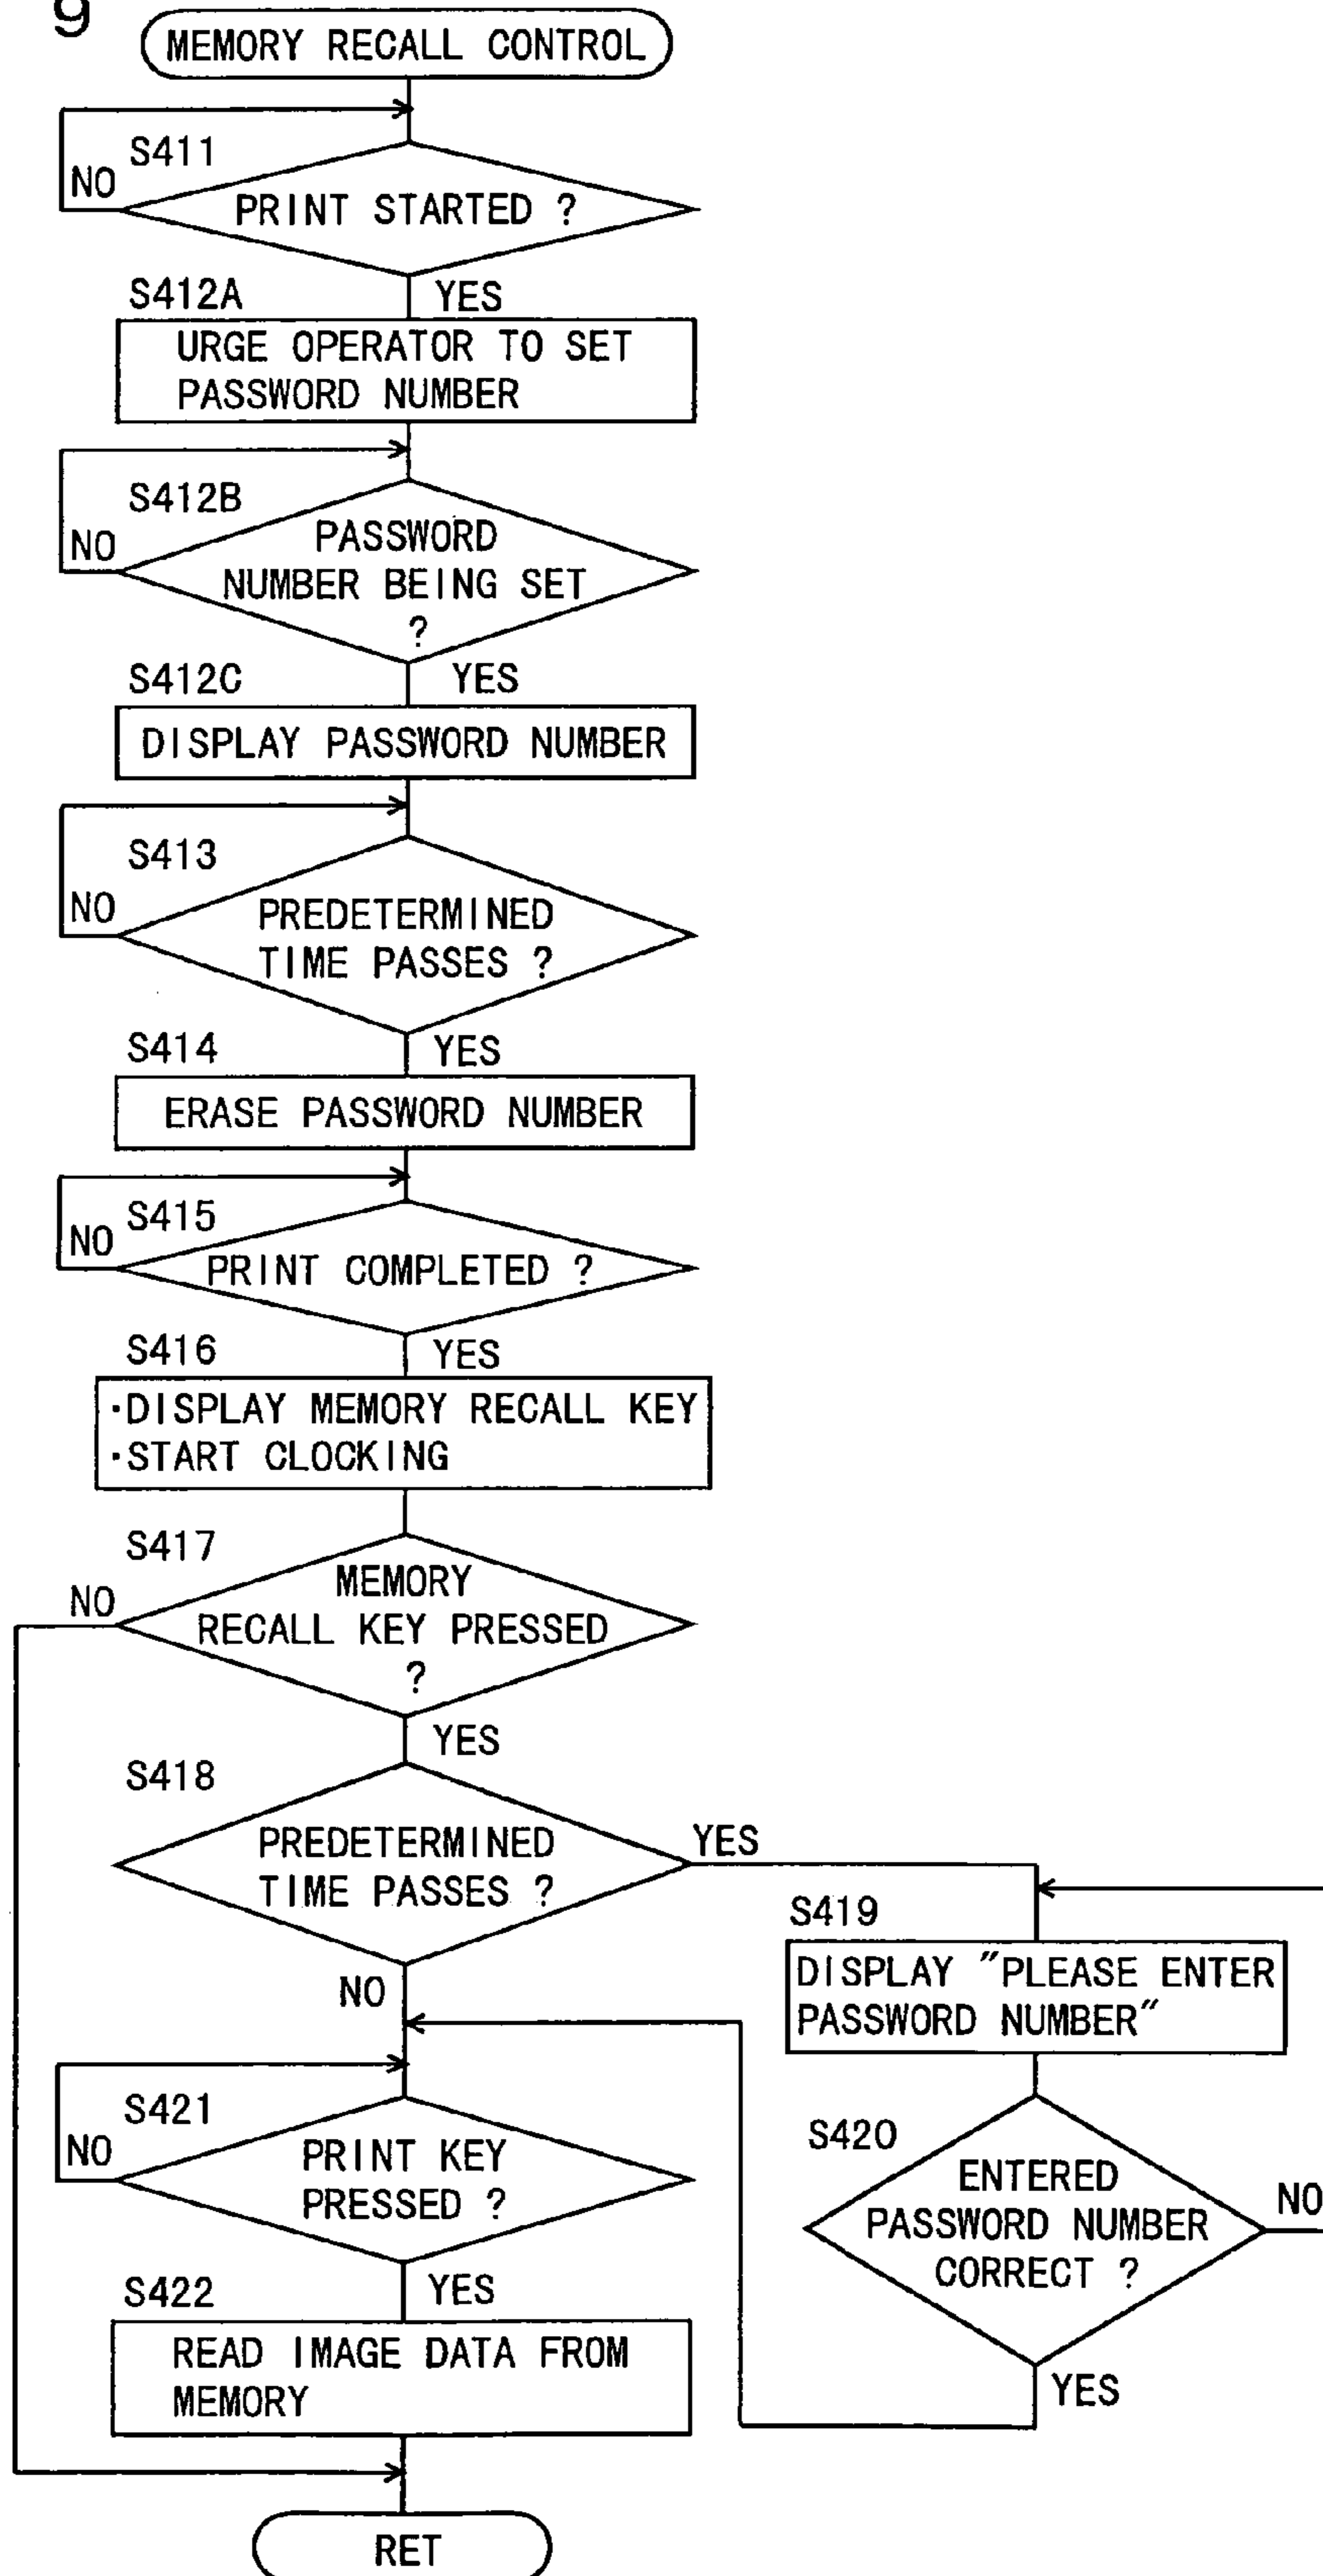 9
MEMORY RECALL CONTROL
S411
NO
PRINT STARTED ?
S412A
YES
URGE OPERATOR TO SET
PASSWORD NUMBER
S412B
NO
PASSWORD
NUMBER BEING SET
?
S412C
YES
DISPLAY PASSWORD NUMBER
S413
NO
PREDETERMINED
TIME PASSES ?
S414
YES
ERASE PASSWORD NUMBER
S415
NO
PRINT COMPLETED ?
S416
YES
·DISPLAY MEMORY RECALL KEY
·START CLOCKING
S417
NO
MEMORY
RECALL KEY PRESSED
?
YES
S418
PREDETERMINED
TIME PASSES ?
YES
NO
S419
DISPLAY "PLEASE ENTER
PASSWORD NUMBER"
S420
ENTERED
PASSWORD NUMBER
CORRECT ?
NO
YES
S421
NO
PRINT KEY
PRESSED ?
S422
YES
READ IMAGE DATA FROM
MEMORY
RET